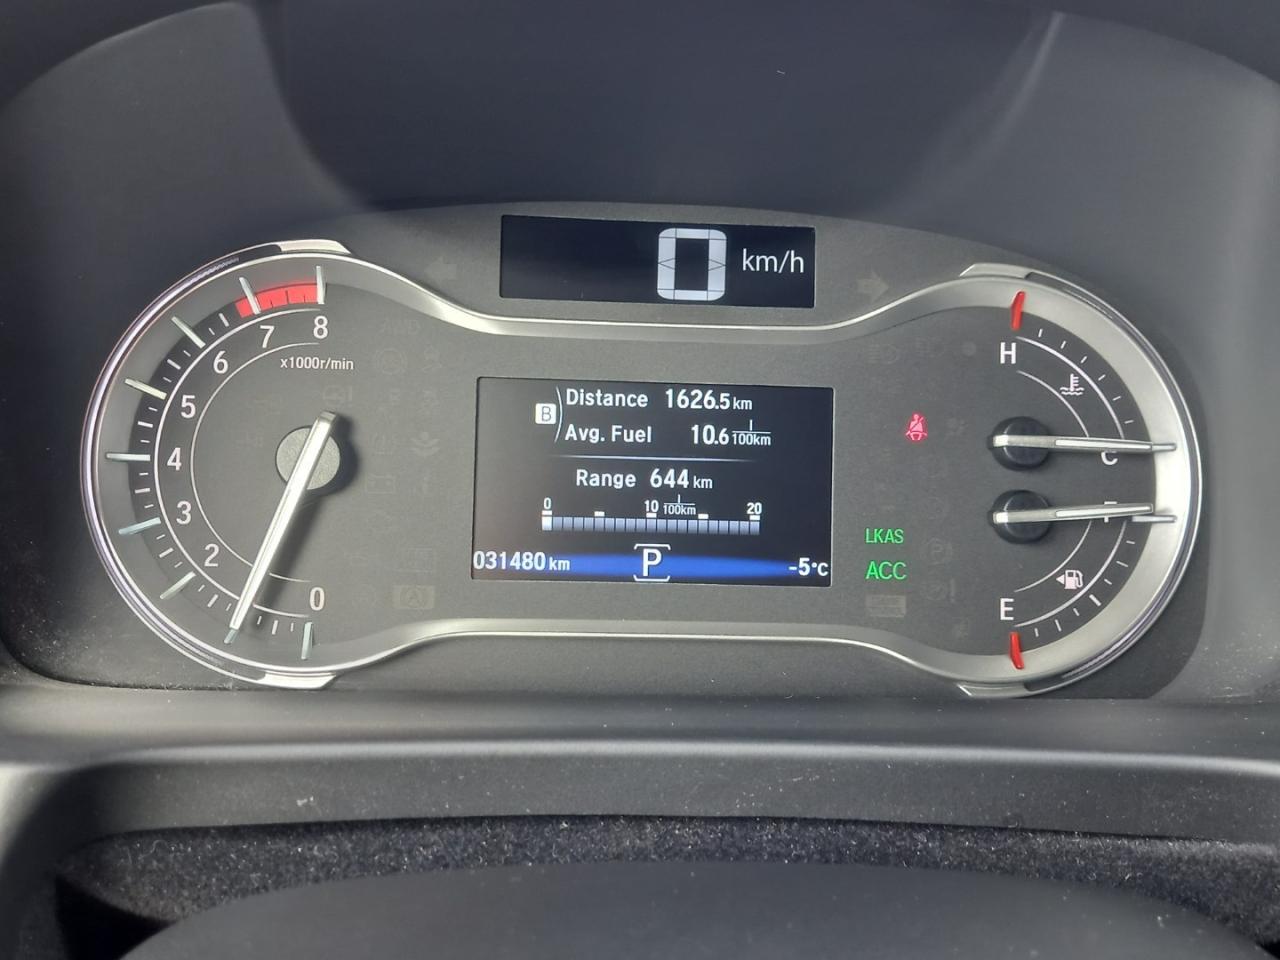 0 km/h
8
7
6
5
4
3
2
0
x1000r/min
B
Distance 1626.5 km
Avg. Fuel 10.6 l/100km
Range 644 km
0 10 l/100km 20
031480 km P -5°C
LKAS
ACC
H
C
F
E